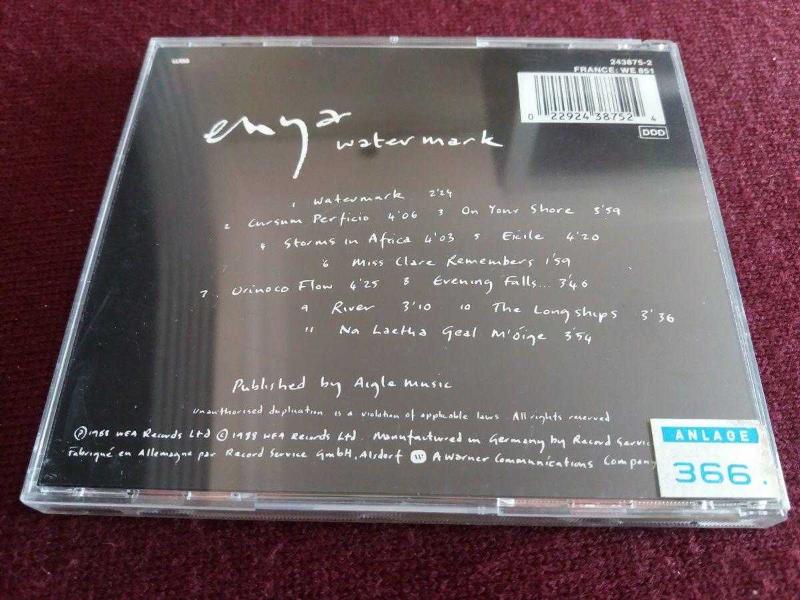 243875-2
FRANCE: WE 851
0 22924 38752 4
DDD
enya
watermark
1 Watermark 2'24
2 Cursum Perficio 4'06 3 On Your Shore 3'59
4 Storms in Africa 4'03 5 Exile 4'20
6 Miss Clare Remembers 1'59
7. Orinoco Flow 4'25 8 Evening Falls... 3'46
9 River 3'10 10 The Longships 3'36
11 Na Laetha Geal M'óige 3'54
Published by Aigle Music
Unauthorised duplication is a violation of applicable laws. All rights reserved
℗ 1988 WEA Records Ltd © 1988 WEA Records Ltd. Manufactured in Germany by Record Servic
Fabriqué en Allemagne par Record Service GmbH, Alsdorf A Warner Communications Company
ANLAGE
366.